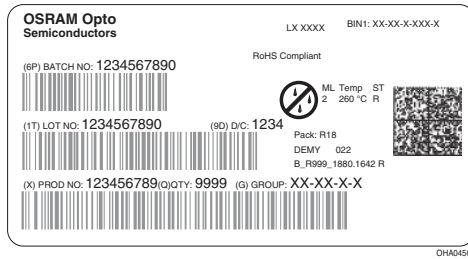 OSRAM Opto
Semiconductors
LX XXXX
BIN1: XX-XX-X-XXX-X
RoHS Compliant
(6P) BATCH NO: 1234567890
ML Temp ST
2 260 °C R
(1T) LOT NO: 1234567890
(9D) D/C: 1234
Pack: R18
DEMY 022
B_R999_1880.1642 R
(X) PROD NO: 123456789(Q)QTY: 9999 (G) GROUP: XX-XX-X-X